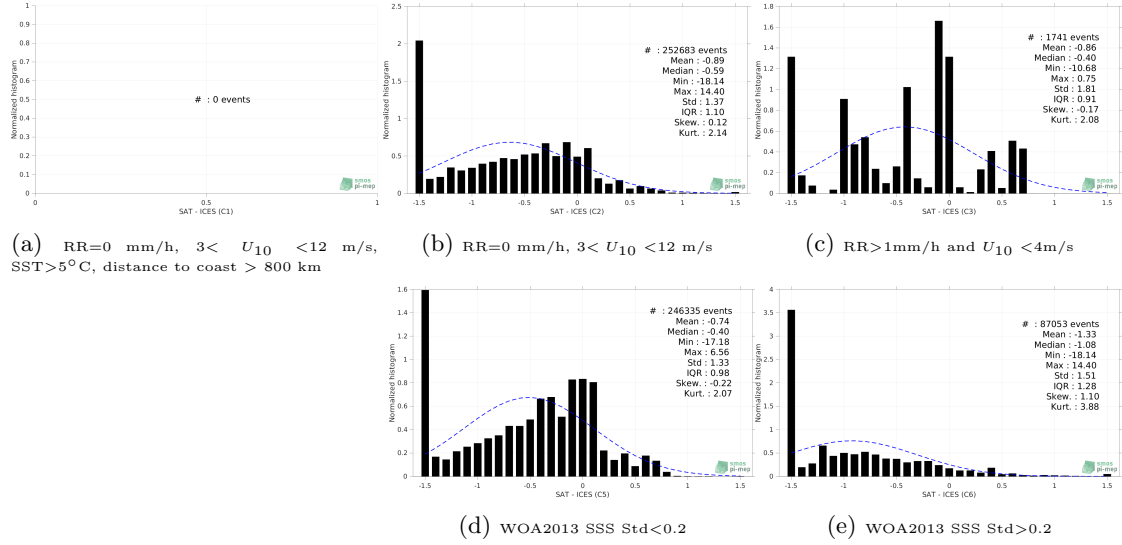 1
0.9
0.8
0.7
0.6
0.5
0.4
0.3
0.2
0.1
0
0 0.5 1
Normalized histogram
# : 0 events
smos
pi-mep
SAT - ICES (C1)
(a) RR=0 mm/h, 3< U10 <12 m/s,
SST>5°C, distance to coast > 800 km
2.5
2
1.5
1
0.5
0
-1.5 -1 -0.5 0 0.5 1 1.5
Normalized histogram
# : 252683 events
Mean : -0.89
Median : -0.59
Min : -18.14
Max : 14.40
Std : 1.37
IQR : 1.10
Skew. : 0.12
Kurt. : 2.14
smos
pi-mep
SAT - ICES (C2)
(b) RR=0 mm/h, 3< U10 <12 m/s
1.8
1.6
1.4
1.2
1
0.8
0.6
0.4
0.2
0
-1.5 -1 -0.5 0 0.5 1 1.5
Normalized histogram
# : 1741 events
Mean : -0.86
Median : -0.40
Min : -10.68
Max : 0.75
Std : 1.81
IQR : 0.91
Skew. : -0.17
Kurt. : 2.08
smos
pi-mep
SAT - ICES (C3)
(c) RR>1mm/h and U10 <4m/s
1.6
1.4
1.2
1
0.8
0.6
0.4
0.2
0
-1.5 -1 -0.5 0 0.5 1 1.5
Normalized histogram
# : 246335 events
Mean : -0.74
Median : -0.40
Min : -17.18
Max : 6.56
Std : 1.33
IQR : 0.98
Skew. : -0.22
Kurt. : 2.07
smos
pi-mep
SAT - ICES (C5)
(d) WOA2013 SSS Std<0.2
4
3.5
3
2.5
2
1.5
1
0.5
0
-1.5 -1 -0.5 0 0.5 1 1.5
Normalized histogram
# : 87053 events
Mean : -1.33
Median : -1.08
Min : -18.14
Max : 14.40
Std : 1.51
IQR : 1.28
Skew. : 1.10
Kurt. : 3.88
smos
pi-mep
SAT - ICES (C6)
(e) WOA2013 SSS Std>0.2